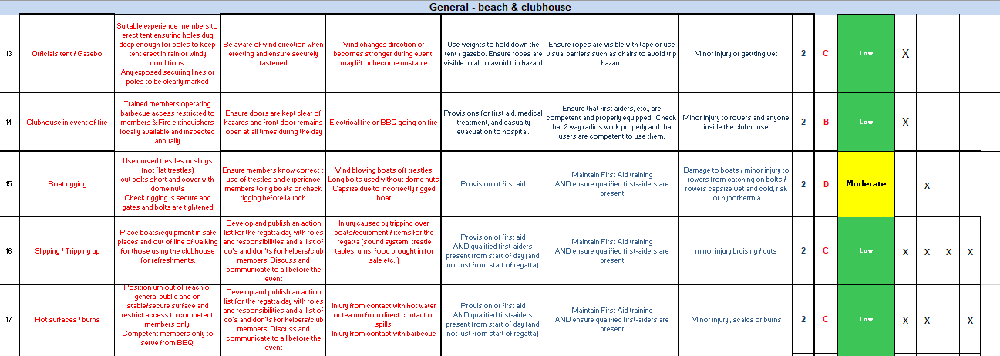 General - beach & clubhouse
13
Officials tent / Gazebo
Suitable experience members to
erect tent ensuring holes dug
deep enough for poles to keep
tent erect in rain or windy
conditions.
Any exposed securing lines or
poles to be clearly marked
Be aware of wind direction when
erecting and ensure securely
fastened
Wind changes direction or
becomes stronger during event,
may lift or become unstable
Use weights to hold down the
tent / gazebo. Ensure ropes are
visible to all to avoid trip hazard
Ensure ropes are visible with tape or use
visual barriers such as chairs to avoid trip
hazard
Minor injury or gettting wet
2
C
Low
X
14
Clubhouse in event of fire
Trained members operating
barbecue access restricted to
members & Fire extinguishers
locally available and inspected
annually
Ensure doors are kept clear of
hazards and front door remains
open at all times during the day
Electrical fire or BBQ going on fire
Provisions for first aid, medical
treatment, and casualty
evacuation to hospital.
Ensure that first aiders, etc., are
competent and properly equipped. Check
that 2 way radios work properly and that
users are competent to use them.
Minor injury to rowers and anyone
inside the clubhouse
2
B
Low
X
15
Boat rigging
Use curved trestles or slings
(not flat trestles)
cut bolts short and cover with
dome nuts
Check rigging is secure and
gates and bolts are tightened
Ensure members know correct t
use of trestles and experience
members to rig boats or check
rigging before launch
Wind blowing boats off trestles
Long bolts used without dome nuts
Capsize due to incorrectly rigged
boat
Provision of first aid
Maintain First Aid training
AND ensure qualified first-aiders are
present
Damage to boats / minor injury to
rowers from catching on bolts /
rowers capsize wet and cold, risk
of hypothermia
2
D
Moderate
x
16
Slipping / Tripping up
Place boats/equipment in safe
places and out of line of walking
for those using the clubhouse
for refreshments.
Develop and publish an action
list for the regatta day with roles
and responsibilities and a list of
do's and don'ts for helpers/club
members. Discuss and
communicate to all before the
event
Injury caused by tripping over
boats/equipment / items for the
regatta (sound system, trestle
tables, urns, food brought in for
sale etc.,)
Provision of first aid
AND qualified first-aiders
present from start of day (and
not just from start of regatta)
Maintain First Aid training
AND ensure qualified first-aiders are
present
minor injury bruising / cuts
2
C
Low
x
x
x
x
17
Hot surfaces / burns
Position urn out of reach of
general public and on
stable/secure surface and
restrict access to competent
members only.
Competent members only to
serve from BBQ.
Develop and publish an action
list for the regatta day with roles
and responsibilities and a list of
do's and don'ts for helpers/club
members. Discuss and
communicate to all before the
event
Injury from contact with hot water
or tea urn from direct contact or
spills.
Injury from contact with barbecue
Provision of first aid
AND qualified first-aiders
present from start of day (and
not just from start of regatta)
Maintain First Aid training
AND ensure qualified first-aiders are
present
Minor injury , scalds or burns
2
C
Low
x
x
x